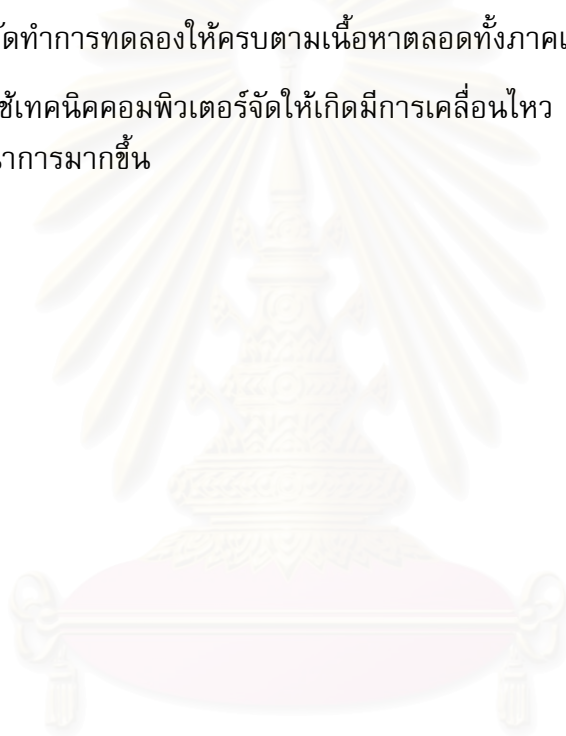 ัดทำการทดลองให้ครบตามเนื้อหาตลอดทั้งภาคเ
ช้เทคนิคคอมพิวเตอร์จัดให้เกิดมีการเคลื่อนไหว
าการมากขึ้น